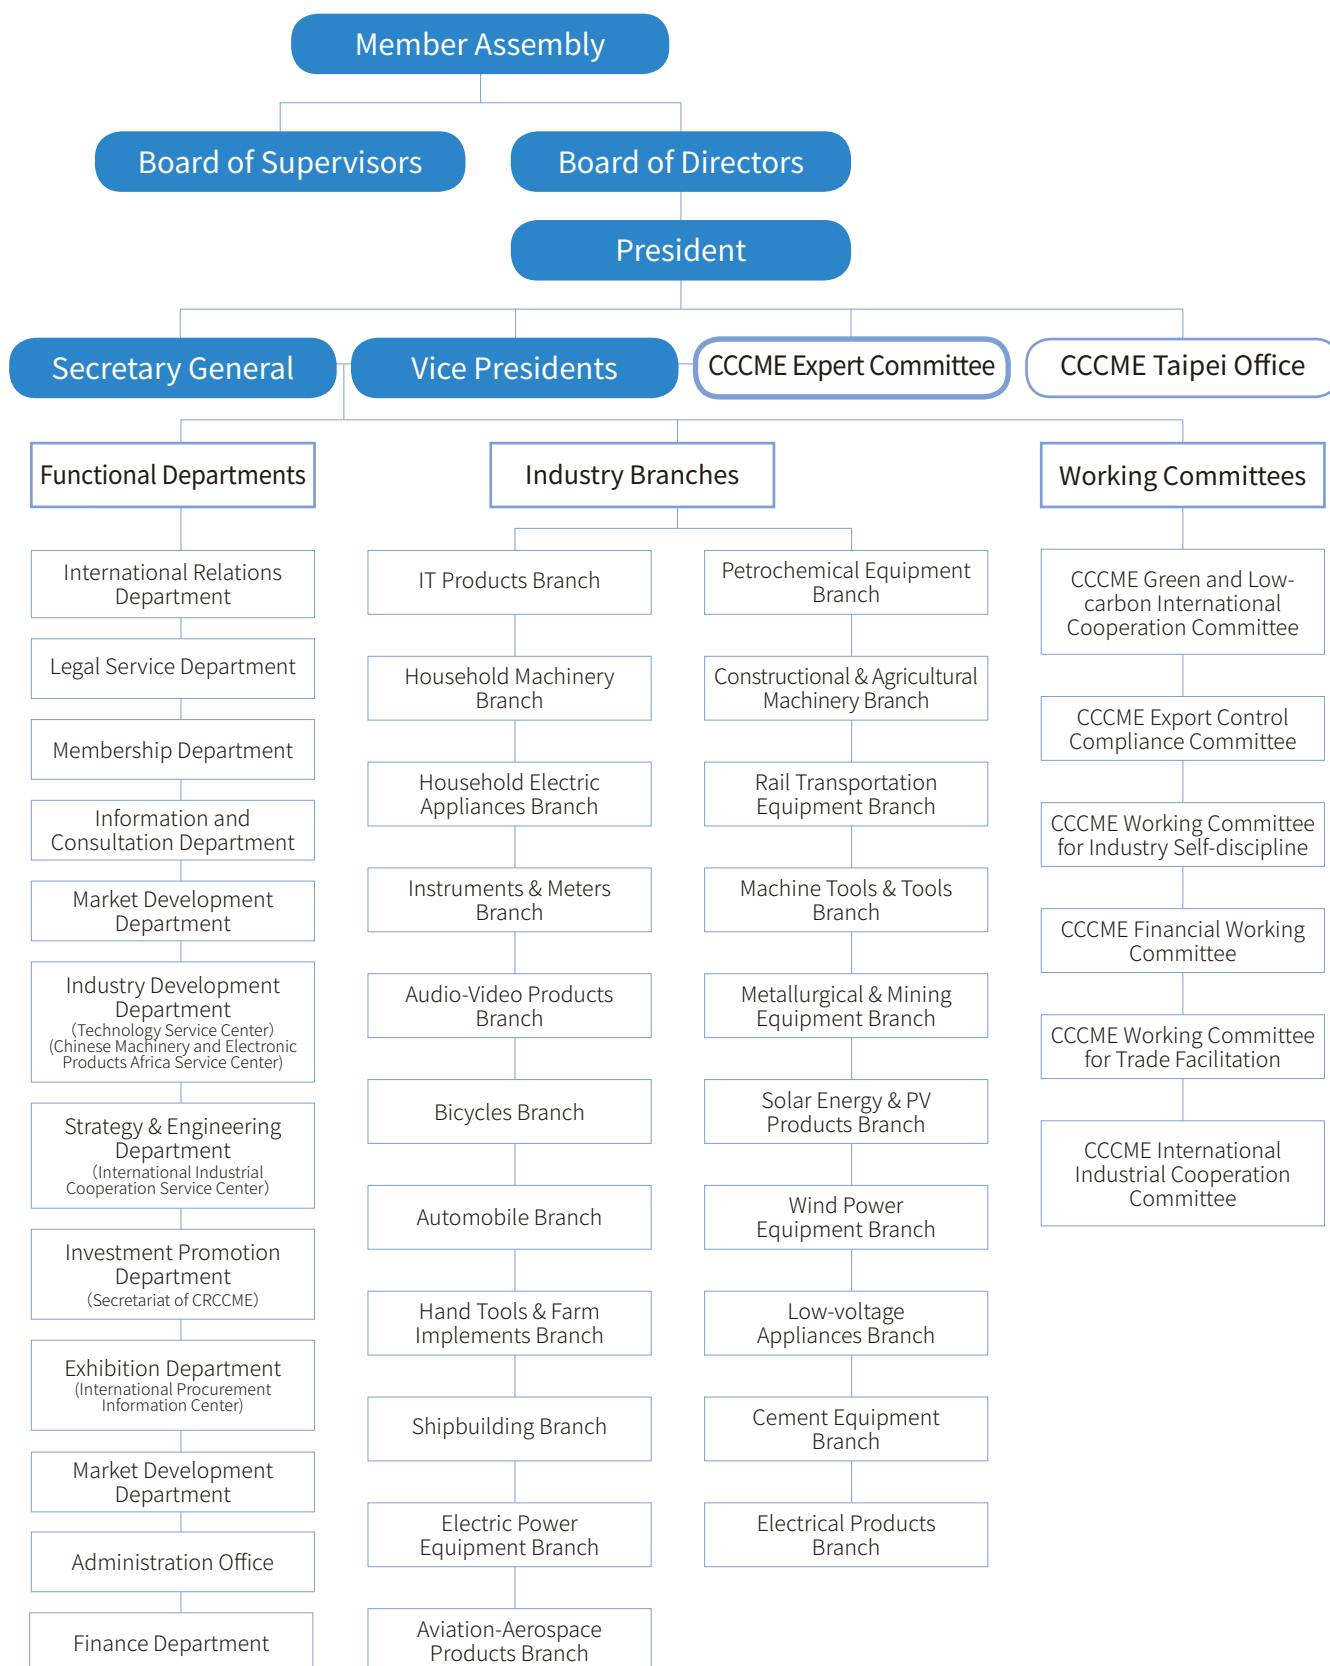 Member Assembly
Board of Supervisors
Board of Directors
President
Secretary General
Vice Presidents
CCCME Expert Committee
CCCME Taipei Office
Functional Departments
Industry Branches
Working Committees
International Relations
Department
Legal Service Department
Membership Department
Information and
Consultation Department
Market Development
Department
Industry Development
Department
(Technology Service Center)
(Chinese Machinery and Electronic
Products Africa Service Center)
Strategy & Engineering
Department
(International Industrial
Cooperation Service Center)
Investment Promotion
Department
(Secretariat of CRCCME)
Exhibition Department
(International Procurement
Information Center)
Market Development
Department
Administration Office
Finance Department
IT Products Branch
Household Machinery
Branch
Household Electric
Appliances Branch
Instruments & Meters
Branch
Audio-Video Products
Branch
Bicycles Branch
Automobile Branch
Hand Tools & Farm
Implements Branch
Shipbuilding Branch
Electric Power
Equipment Branch
Aviation-Aerospace
Products Branch
Petrochemical Equipment
Branch
Constructional & Agricultural
Machinery Branch
Rail Transportation
Equipment Branch
Machine Tools & Tools
Branch
Metallurgical & Mining
Equipment Branch
Solar Energy & PV
Products Branch
Wind Power
Equipment Branch
Low-voltage
Appliances Branch
Cement Equipment
Branch
Electrical Products
Branch
CCCME Green and Low-
carbon International
Cooperation Committee
CCCME Export Control
Compliance Committee
CCCME Working Committee
for Industry Self-discipline
CCCME Financial Working
Committee
CCCME Working Committee
for Trade Facilitation
CCCME International
Industrial Cooperation
Committee